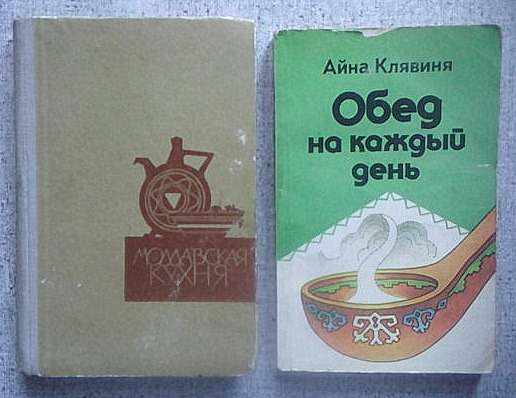 МОЛДАВСКАЯ
КУХНЯ
Айна Клявиня
Обед
на каждый
день